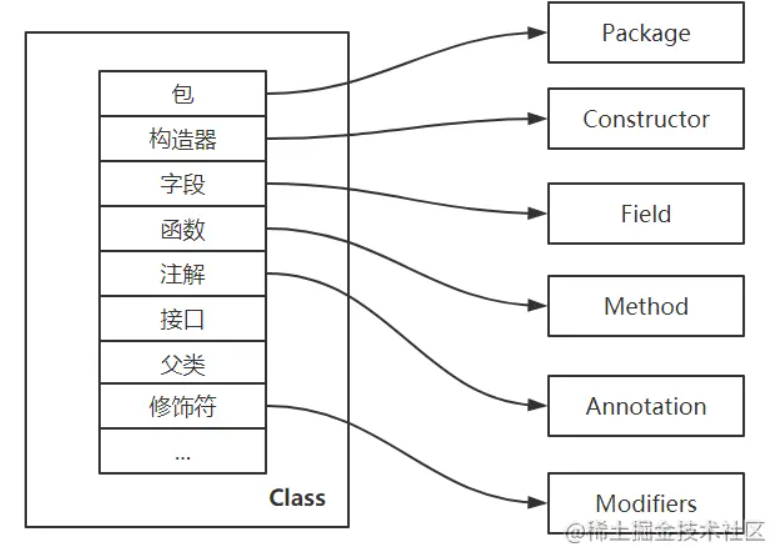 包
构造器
字段
函数
注解
接口
父类
修饰符
...
Class
Package
Constructor
Field
Method
Annotation
Modifiers
@稀土掘金技术社区